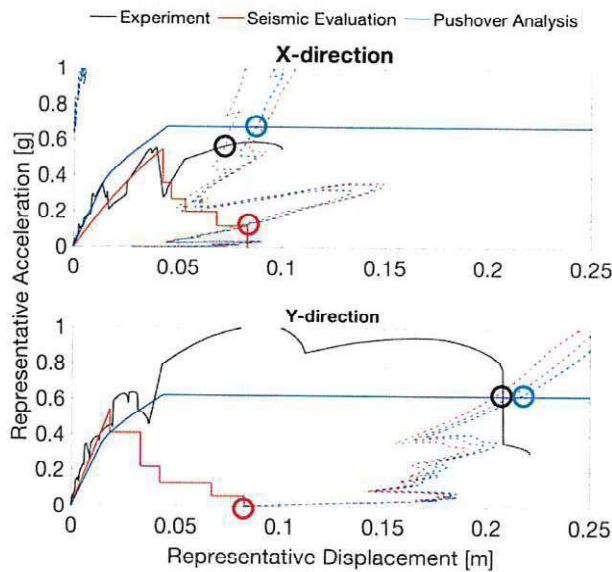 Experiment Seismic Evaluation Pushover Analysis
X-direction
Representative Acceleration [g]
1
0.8
0.6
0.4
0.2
0
0 0.05 0.1 0.15 0.2 0.25
Y-direction
1
0.8
0.6
0.4
0.2
0
0 0.05 0.1 0.15 0.2 0.25
Representative Displacement [m]